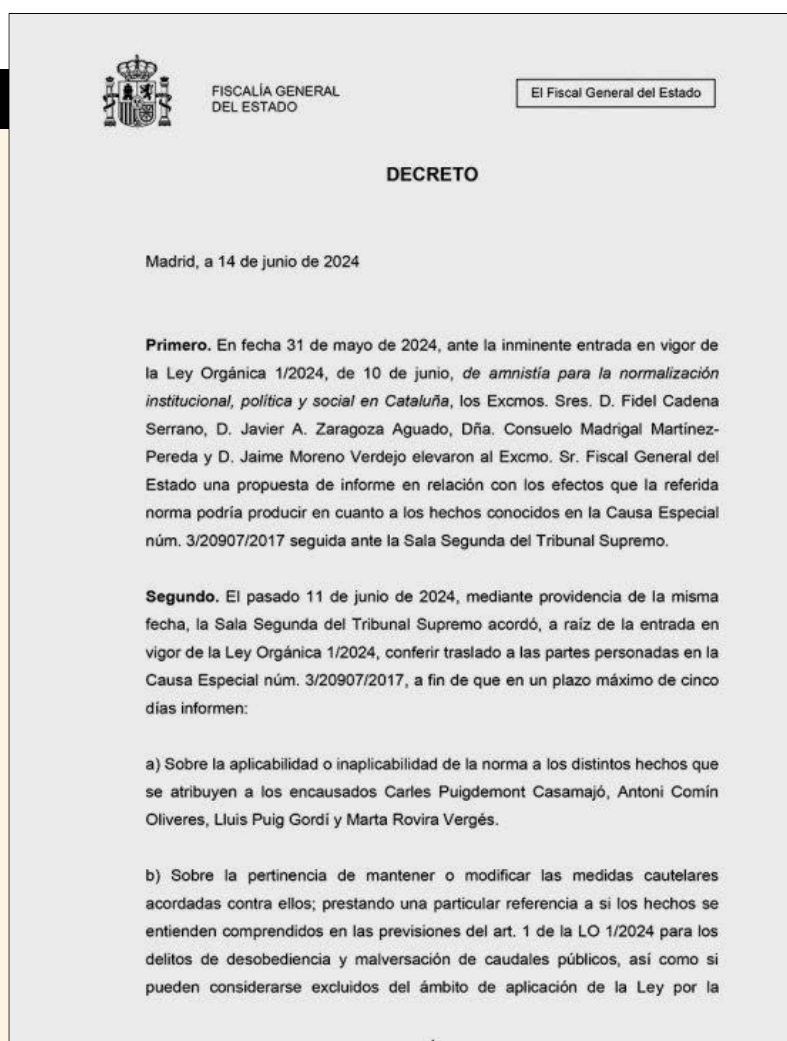 FISCALÍA GENERAL
DEL ESTADO
El Fiscal General del Estado
DECRETO
Madrid, a 14 de junio de 2024
Primero. En fecha 31 de mayo de 2024, ante la inminente entrada en vigor de
la Ley Orgánica 1/2024, de 10 de junio, de amnistía para la normalización
institucional, política y social en Cataluña, los Excmos. Sres. D. Fidel Cadena
Serrano, D. Javier A. Zaragoza Aguado, Dña. Consuelo Madrigal Martínez-
Pereda y D. Jaime Moreno Verdejo elevaron al Excmo. Sr. Fiscal General del
Estado una propuesta de informe en relación con los efectos que la referida
norma podría producir en cuanto a los hechos conocidos en la Causa Especial
núm. 3/20907/2017 seguida ante la Sala Segunda del Tribunal Supremo.
Segundo. El pasado 11 de junio de 2024, mediante providencia de la misma
fecha, la Sala Segunda del Tribunal Supremo acordó, a raíz de la entrada en
vigor de la Ley Orgánica 1/2024, conferir traslado a las partes personadas en la
Causa Especial núm. 3/20907/2017, a fin de que en un plazo máximo de cinco
días informen:
a) Sobre la aplicabilidad o inaplicabilidad de la norma a los distintos hechos que
se atribuyen a los encausados Carles Puigdemont Casamajó, Antoni Comín
Oliveres, Lluis Puig Gordí y Marta Rovira Vergés.
b) Sobre la pertinencia de mantener o modificar las medidas cautelares
acordadas contra ellos; prestando una particular referencia a si los hechos se
entienden comprendidos en las previsiones del art. 1 de la LO 1/2024 para los
delitos de desobediencia y malversación de caudales públicos, así como si
pueden considerarse excluidos del ámbito de aplicación de la Ley por la